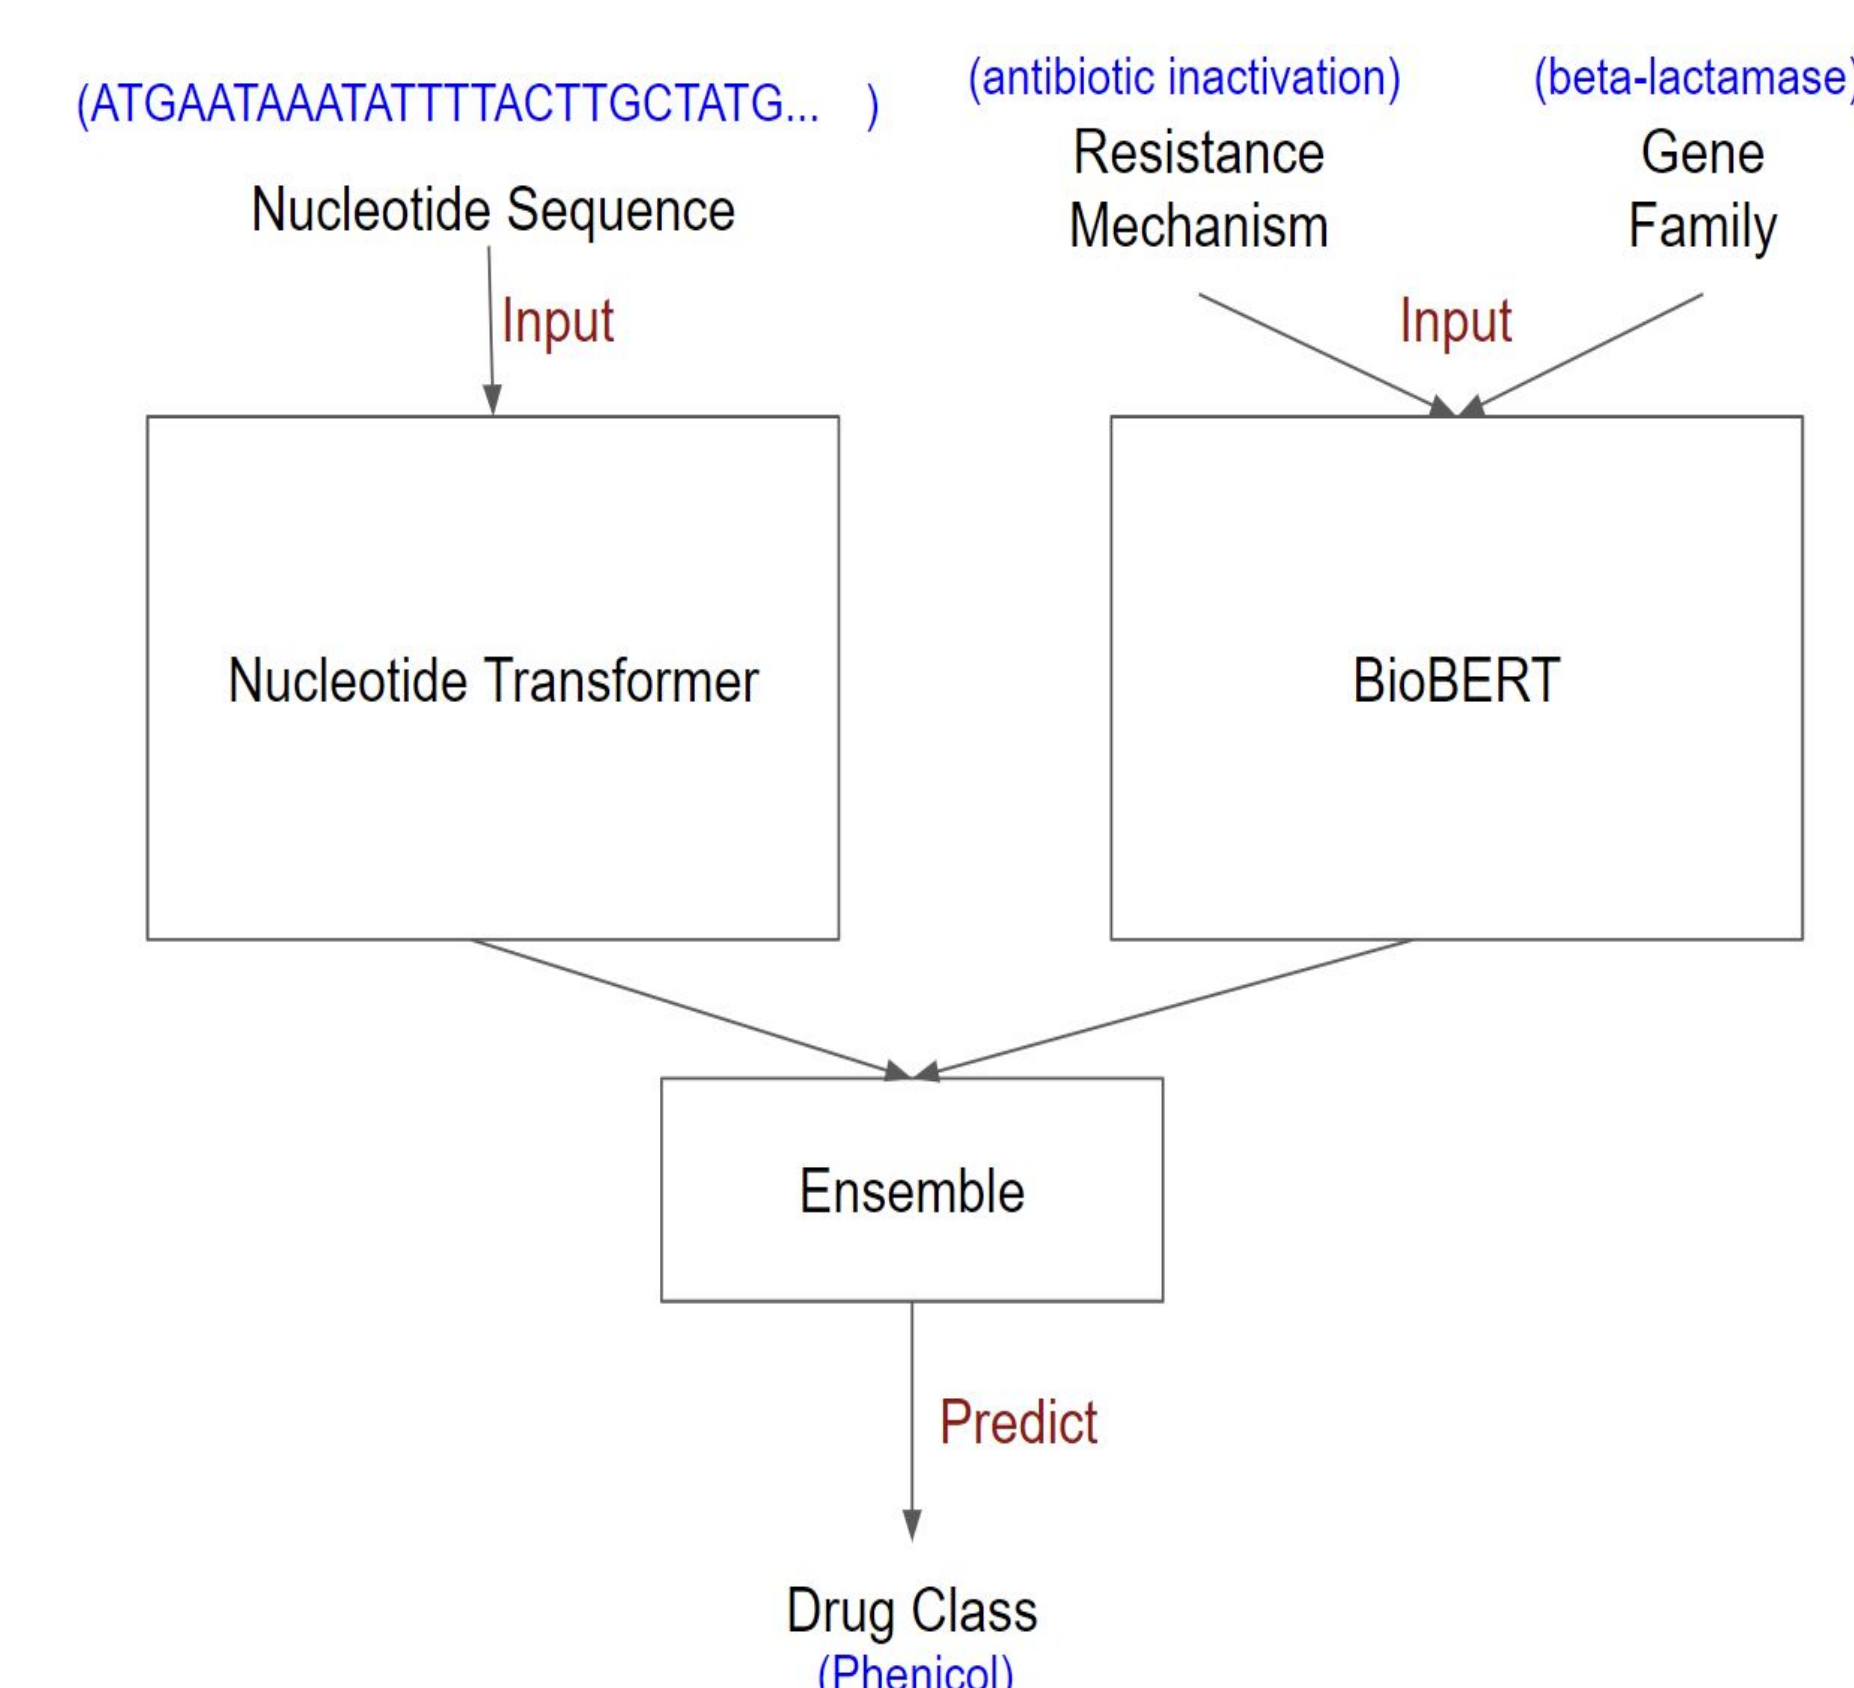 (ATGAATAAATATTTTACTTGCTATG... )
Nucleotide Sequence
Input
(antibiotic inactivation)
Resistance
Mechanism
(beta-lactamase)
Gene
Family
Input
Nucleotide Transformer
BioBERT
Ensemble
Predict
Drug Class
(Phenicol)